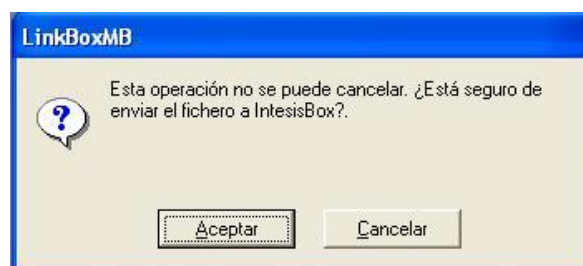 LinkBoxMB
Esta operación no se puede cancelar. ¿Está seguro de
enviar el fichero a IntesisBox?.
?
Aceptar
Cancelar